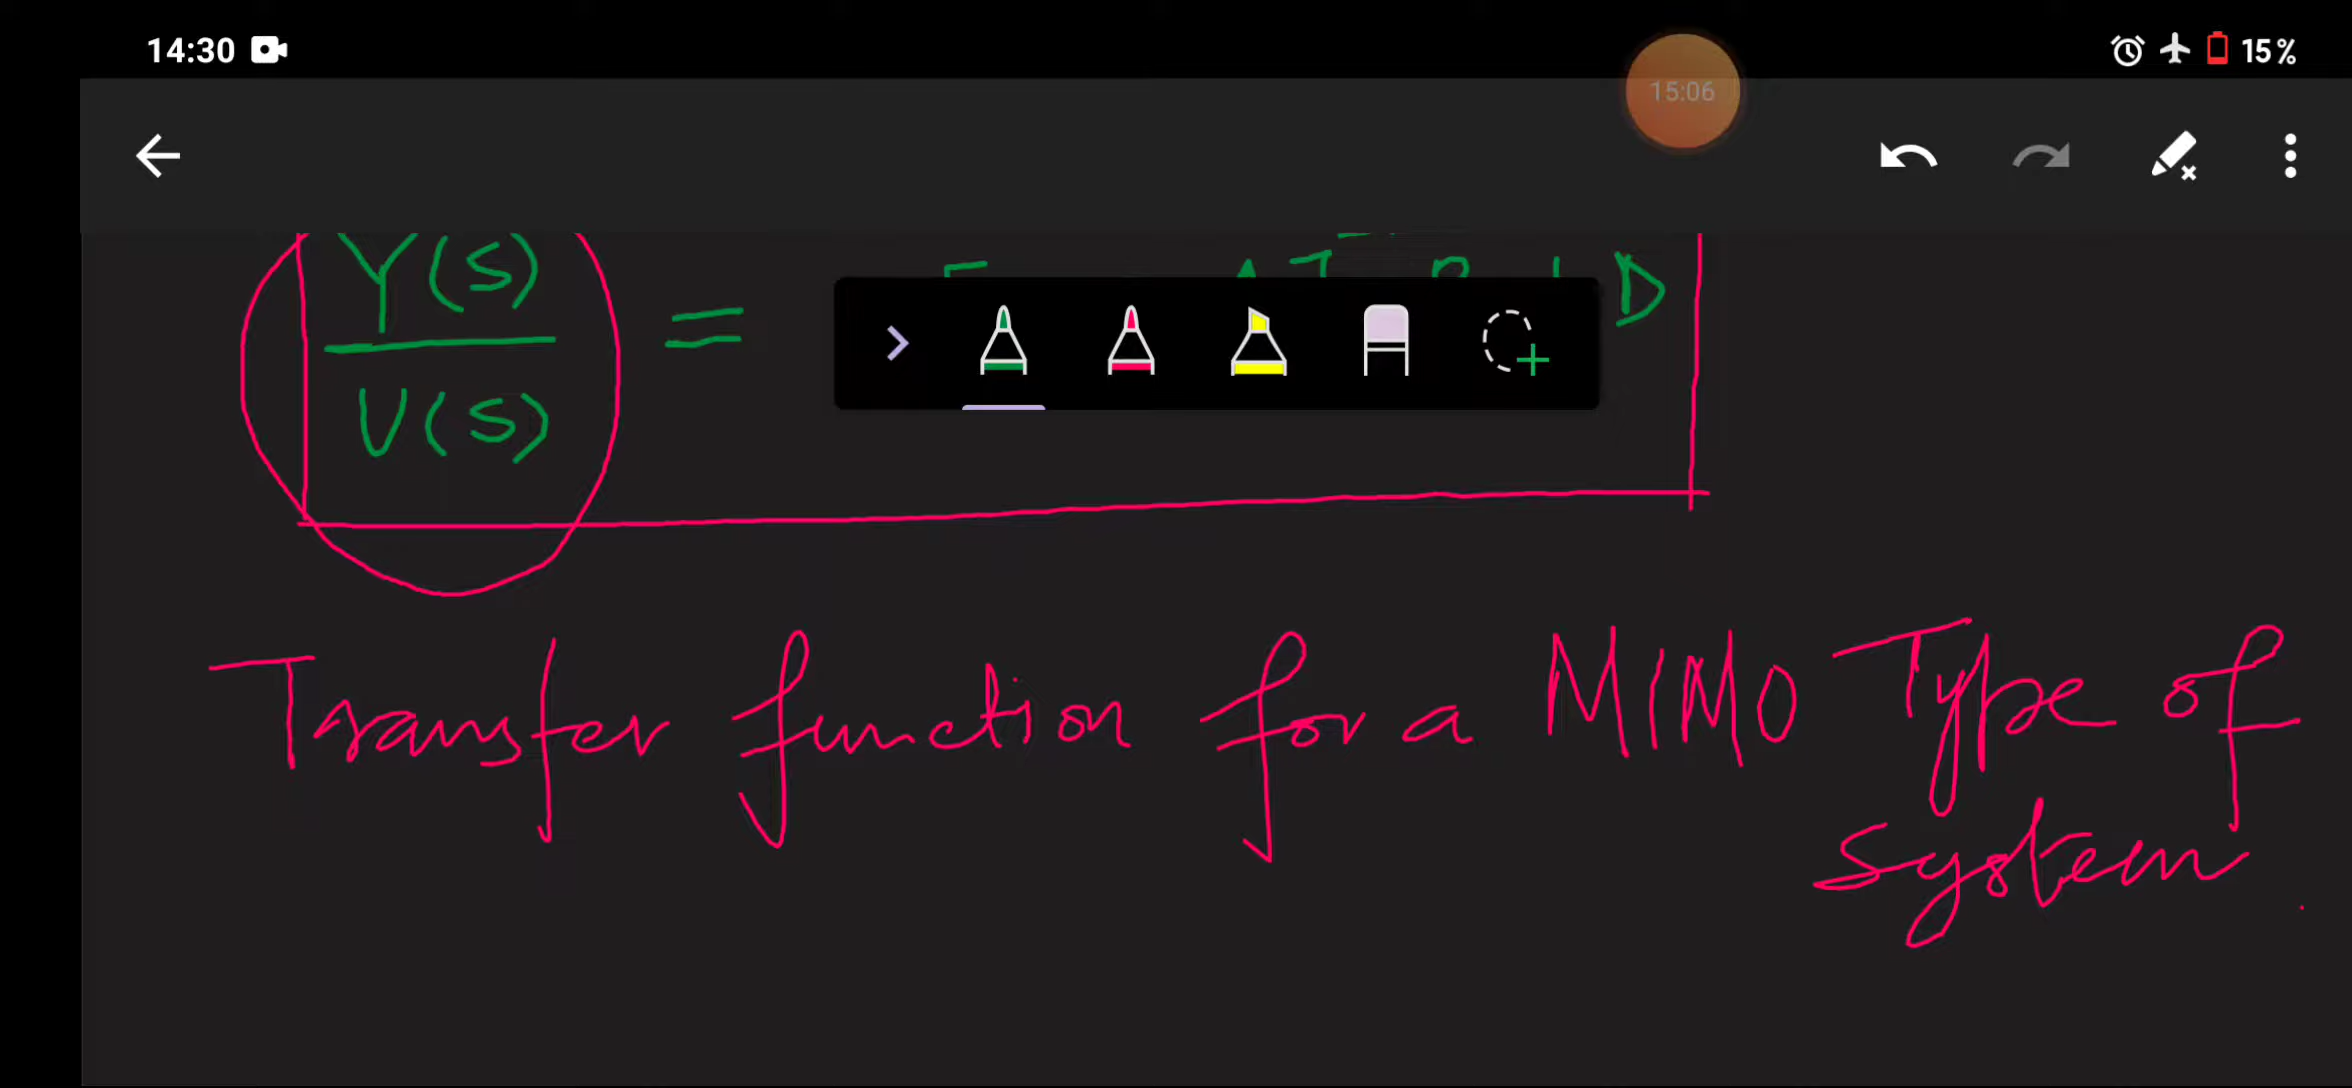 14:30 15%
15:06
Y(s)
= D
U(s)
Transfer function for a MIMO Type of
system.